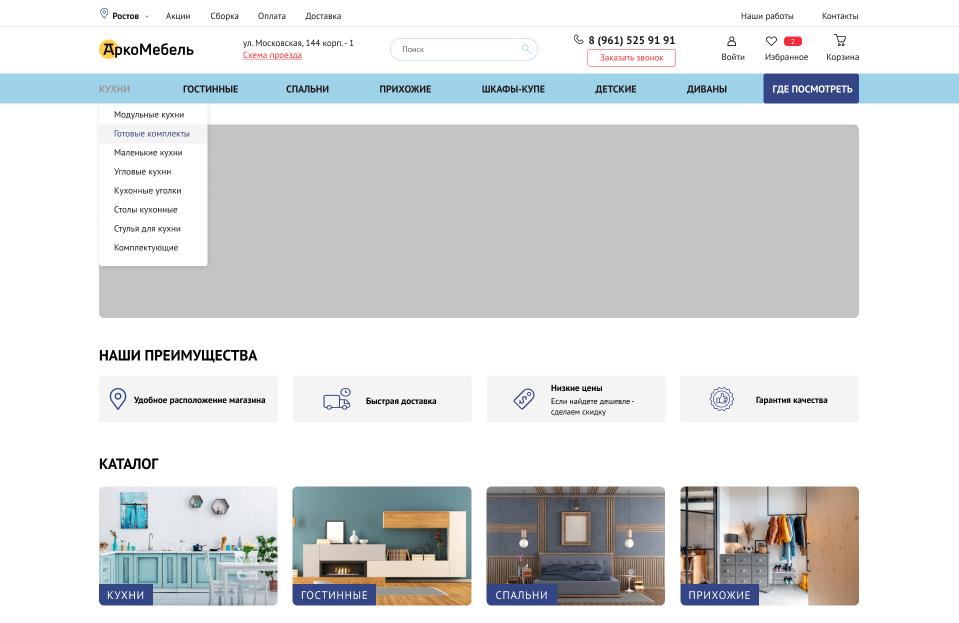 Ростов
Акции
Сборка
Оплата
Доставка
Наши работы
Контакты
АркоМебель
ул. Московская, 144 корп. - 1
Схема проезда
Поиск
8 (961) 525 91 91
Заказать звонок
Войти
2
Избранное
Корзина
КУХНИ
ГОСТИННЫЕ
СПАЛЬНИ
ПРИХОЖИЕ
ШКАФЫ-КУПЕ
ДЕТСКИЕ
ДИВАНЫ
ГДЕ ПОСМОТРЕТЬ
Модульные кухни
Готовые комплекты
Маленькие кухни
Угловые кухни
Кухонные уголки
Столы кухонные
Стулья для кухни
Комплектующие
НАШИ ПРЕИМУЩЕСТВА
Удобное расположение магазина
Быстрая доставка
Низкие цены
Если найдете дешевле -
сделаем скидку
Гарантия качества
КАТАЛОГ
КУХНИ
ГОСТИННЫЕ
СПАЛЬНИ
ПРИХОЖИЕ